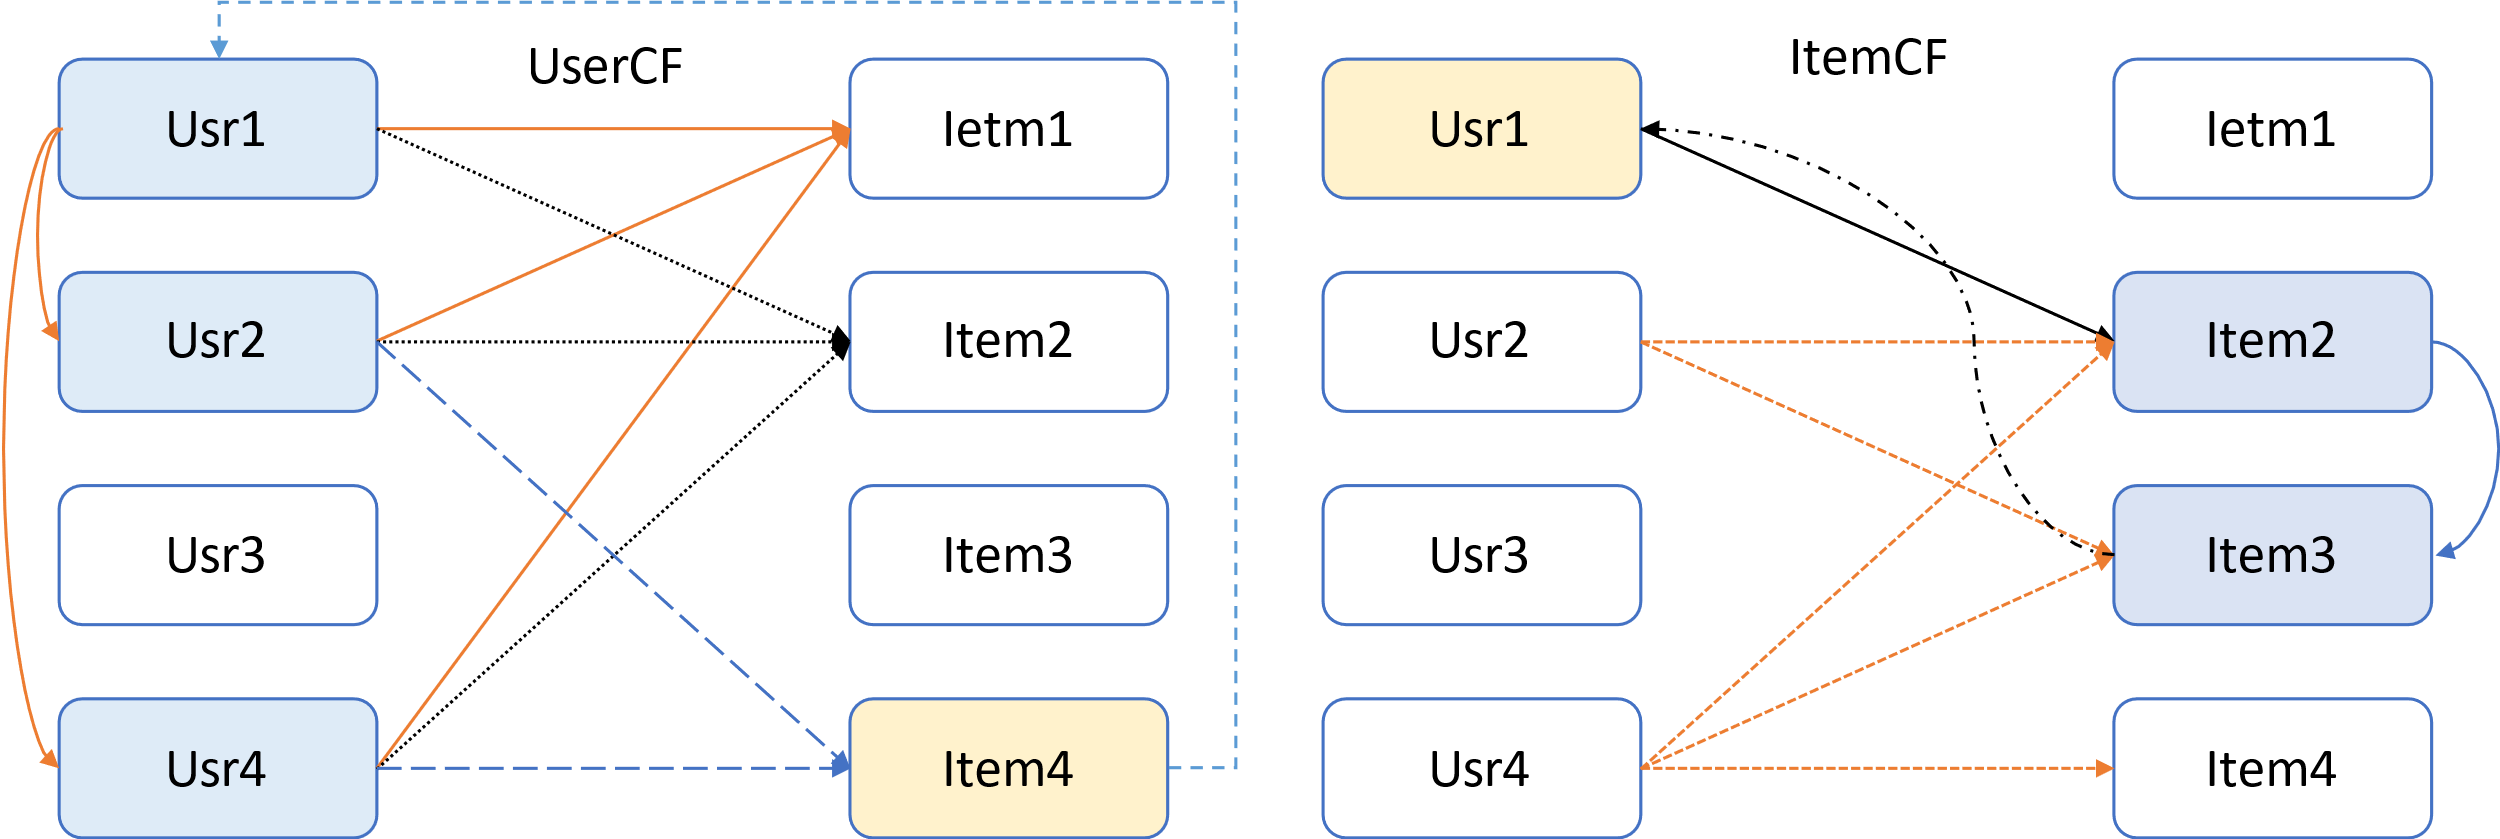 UserCF
Usr1
Ietm1
Usr2
Item2
Usr3
Item3
Usr4
Item4
ItemCF
Usr1
Ietm1
Usr2
Item2
Usr3
Item3
Usr4
Item4